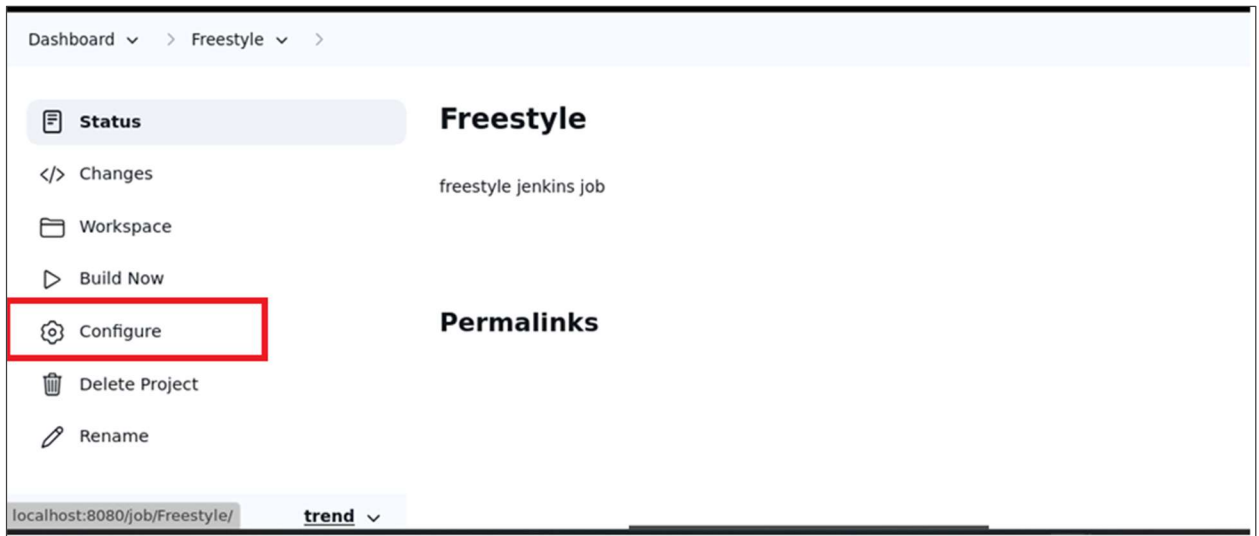 Dashboard Freestyle
Status
Changes
Workspace
Build Now
Configure
Delete Project
Rename
trend
localhost:8080/job/Freestyle/
Freestyle
freestyle jenkins job
Permalinks